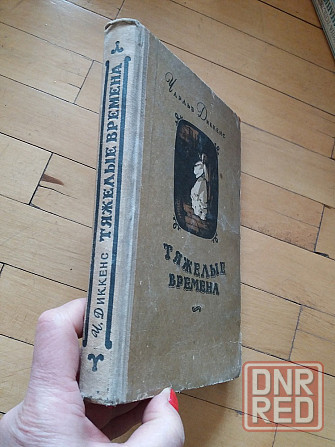 Ч. ДИККЕНС ТЯЖЕЛЫЕ ВРЕМЕНА
Чарльз Диккенс
ТЯЖЕЛЫЕ
ВРЕМЕНА
DNR
RED